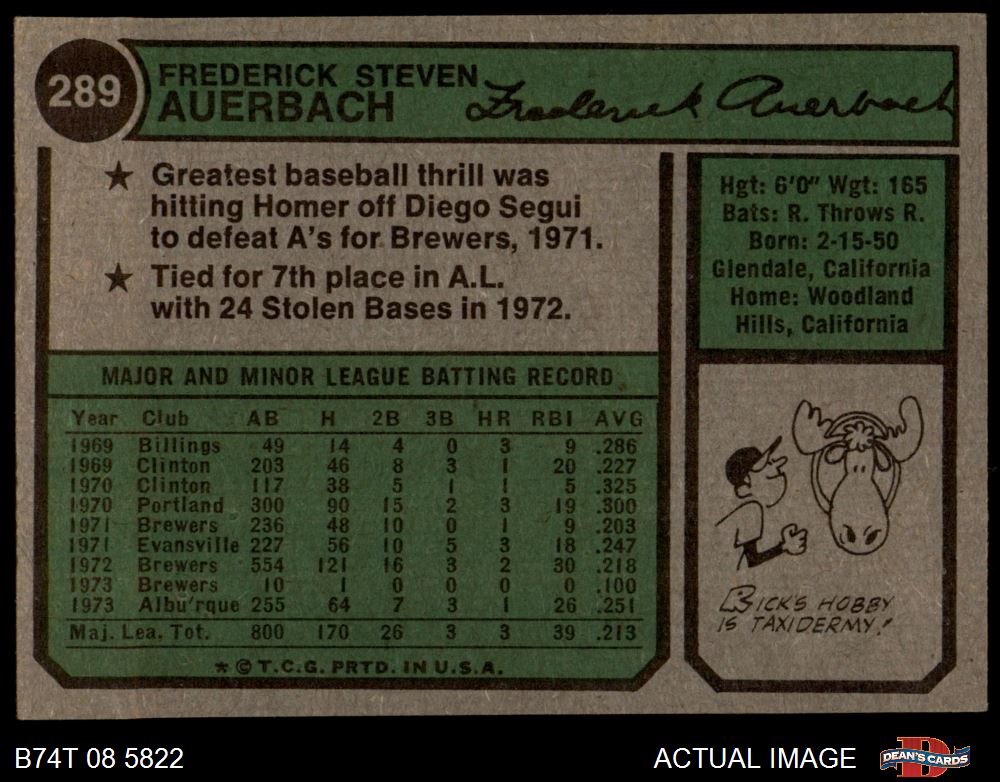 289
FREDERICK STEVEN
AUERBACH
Frederick Auerbach
★ Greatest baseball thrill was
hitting Homer off Diego Segui
to defeat A's for Brewers, 1971.
★ Tied for 7th place in A.L.
with 24 Stolen Bases in 1972.
Hgt: 6'0" Wgt: 165
Bats: R. Throws R.
Born: 2-15-50
Glendale, California
Home: Woodland
Hills, California
MAJOR AND MINOR LEAGUE BATTING RECORD
Year Club AB H 2B 3B HR RBI AVG
1969 Billings 49 14 4 0 3 9 .286
1969 Clinton 203 46 8 3 1 20 .227
1970 Clinton 117 38 5 1 1 5 .325
1970 Portland 300 90 15 2 3 19 .300
1971 Brewers 236 48 10 0 1 9 .203
1971 Evansville 227 56 10 5 3 18 .247
1972 Brewers 554 121 16 3 2 30 .218
1973 Brewers 10 1 0 0 0 0 .100
1973 Albu'rque 255 64 7 3 1 26 .251
Maj. Lea. Tot. 800 170 26 3 3 39 .213
★ © T.C.G. PRTD. IN U.S.A.
RICK'S HOBBY
IS TAXIDERMY!
B74T 08 5822
ACTUAL IMAGE
DEAN'S CARDS